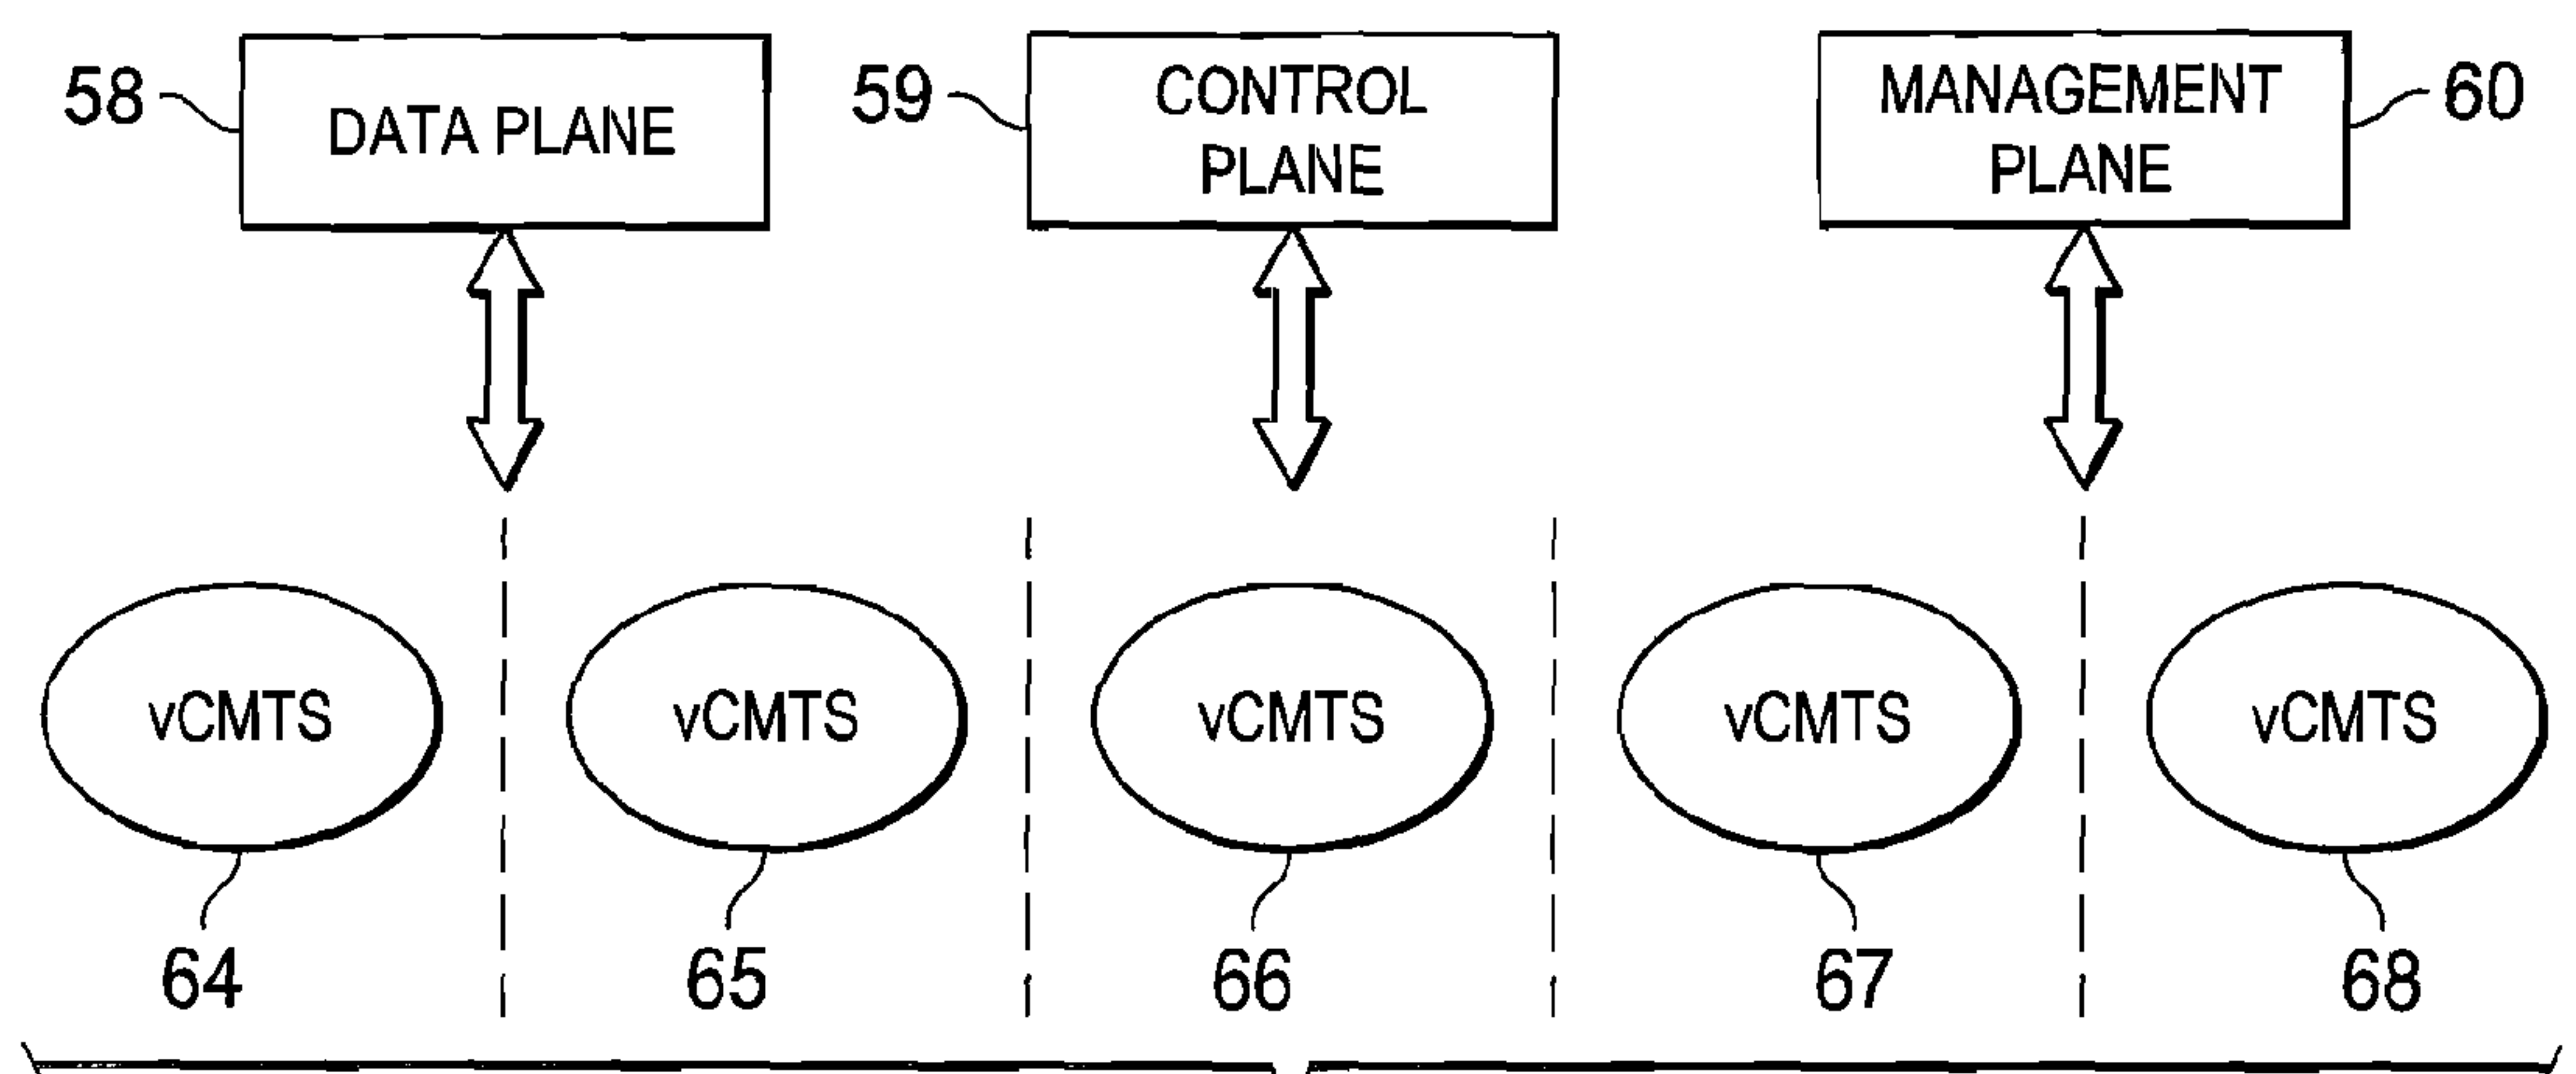 58 DATA PLANE
59 CONTROL PLANE
MANAGEMENT PLANE 60
vCMTS vCMTS vCMTS vCMTS vCMTS
64 65 66 67 68